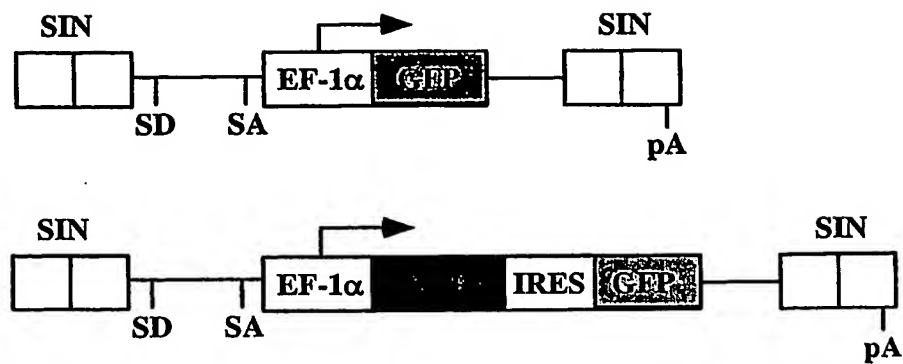 SIN SIN
EF-1α GFP
SD SA pA
SIN SIN
EF-1α IRES GFP
SD SA pA